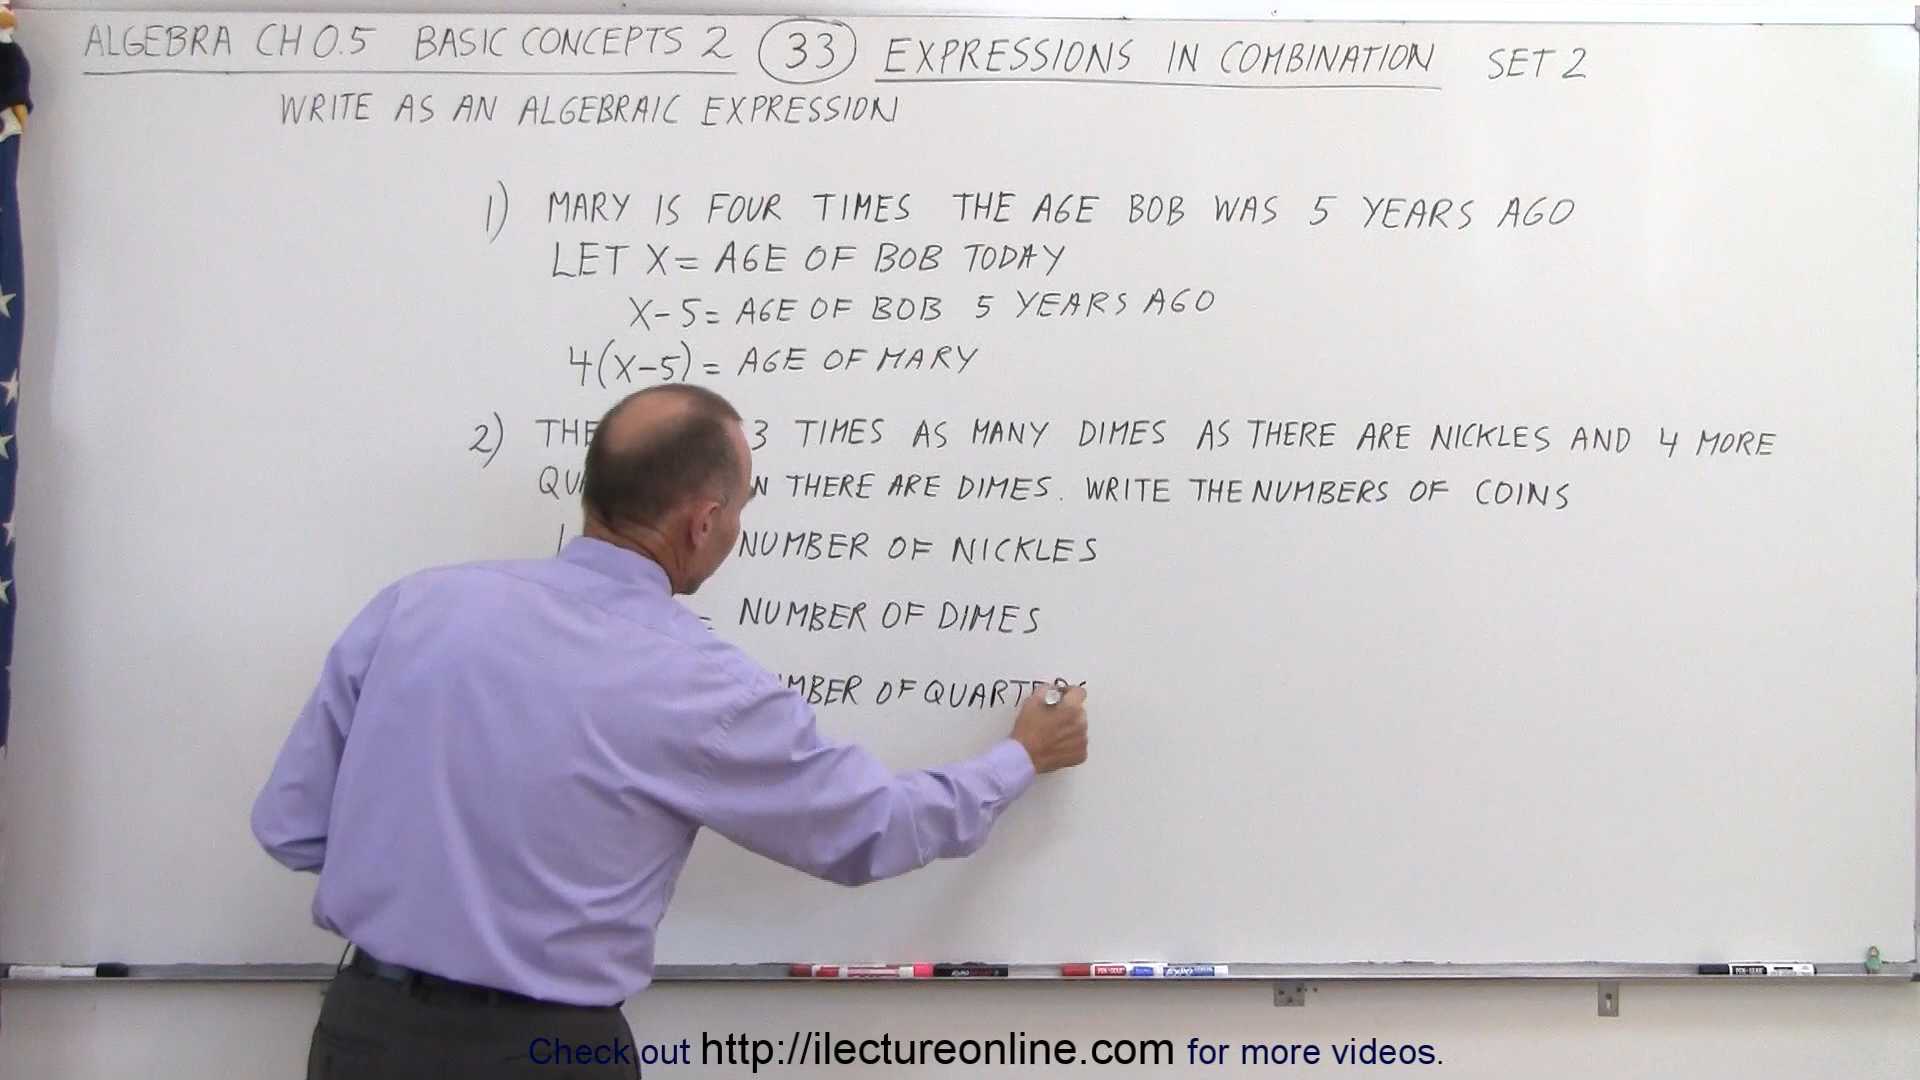 ALGEBRA CH 0.5 BASIC CONCEPTS 2 33 EXPRESSIONS IN COMBINATION SET 2
WRITE AS AN ALGEBRAIC EXPRESSION
1) MARY IS FOUR TIMES THE AGE BOB WAS 5 YEARS AGO
LET X = AGE OF BOB TODAY
X-5 = AGE OF BOB 5 YEARS AGO
4(X-5) = AGE OF MARY
2) 3 TIMES AS MANY DIMES AS THERE ARE NICKLES AND 4 MORE
THERE ARE DIMES. WRITE THE NUMBERS OF COINS
NUMBER OF NICKLES
= NUMBER OF DIMES
OF
Check out http://ilectureonline.com for more videos.